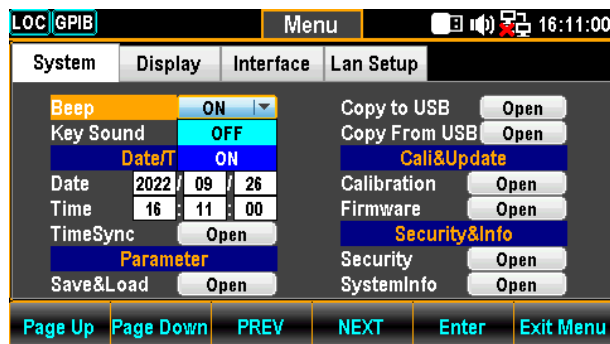 LOC GPIB Menu 16:11:00
System Display Interface Lan Setup
Beep ON
Key Sound OFF
Date/T ON
Date 2022 / 09 / 26
Time 16 : 11 : 00
TimeSync Open
Parameter
Save&Load Open
Copy to USB Open
Copy From USB Open
Cali&Update
Calibration Open
Firmware Open
Security&Info
Security Open
SystemInfo Open
Page Up Page Down PREV NEXT Enter Exit Menu